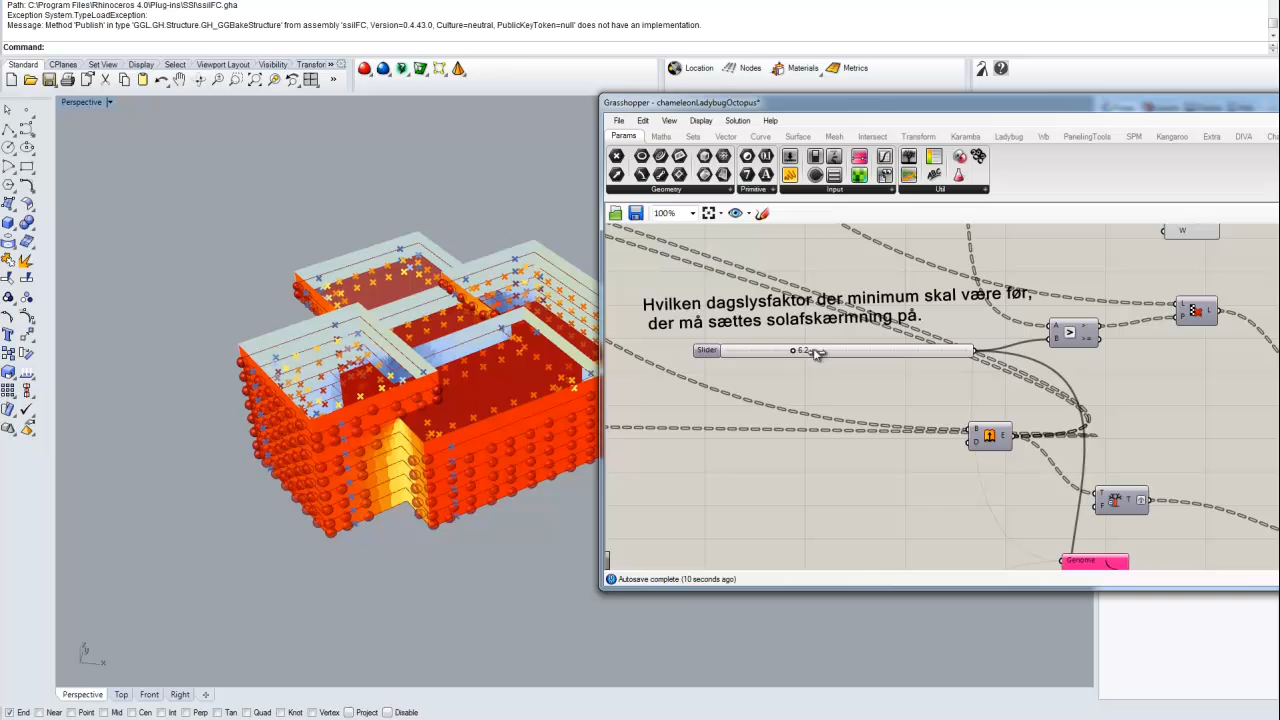 Path: C:\Program Files\Rhinoceros 4.0\Plug-ins\SSI\ssiIFC.gha
Exception System.TypeLoadException:
Message: Method 'Publish' in type 'GGL.GH.Structure.GH_GGBakeStructure' from assembly 'ssiIFC, Version=0.4.43.0, Culture=neutral, PublicKeyToken=null' does not have an implementation.
Command:
Standard CPlanes Set View Display Select Viewport Layout Visibility Transfor »
Location Nodes Materials Metrics
Perspective
Grasshopper - chameleonLadybugOctopus*
File Edit View Display Solution Help
Params Maths Sets Vector Curve Surface Mesh Intersect Transform Karamba Ladybug Wb PanelingTools SPM Kangaroo Extra DIVA
Geometry Primitive Input Util
100%
W
Hvilken dagslysfaktor der minimum skal være før,
der må sættes solafskærmning på.
L
P L
A >
B > >=
Slider 6.2
B
D E
T
F T
Genome
Autosave complete (10 seconds ago)
z
y
x
Perspective Top Front Right
End Near Point Mid Cen Int Perp Tan Quad Knot Vertex Project Disable